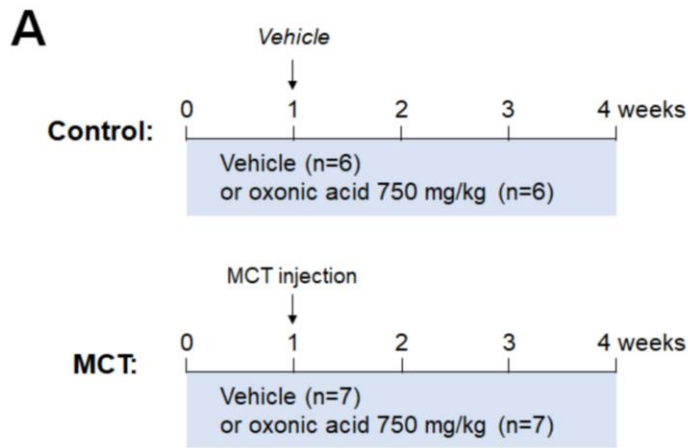 A
Vehicle
0 1 2 3 4 weeks
Control:
Vehicle (n=6)
or oxonic acid 750 mg/kg (n=6)
MCT injection
0 1 2 3 4 weeks
MCT:
Vehicle (n=7)
or oxonic acid 750 mg/kg (n=7)